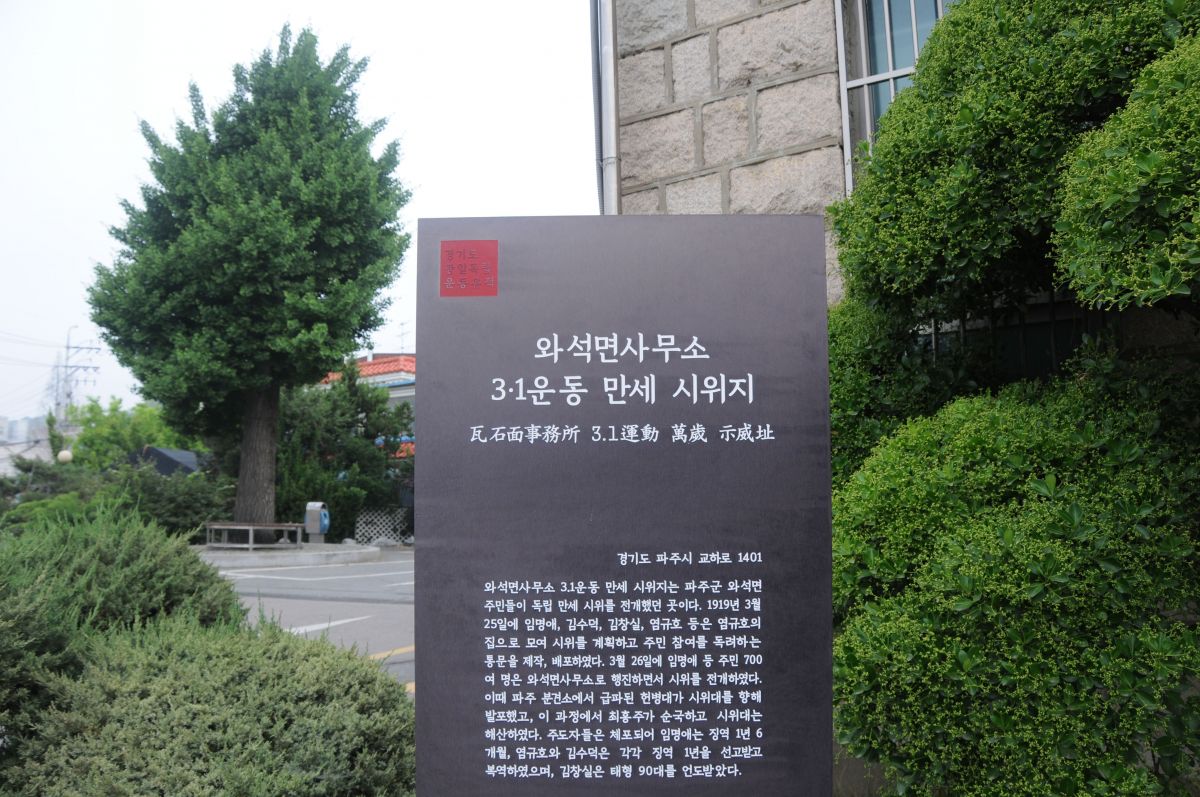 경기도
항일독립
운동유적
와석면사무소
3·1운동 만세 시위지
瓦石面事務所 3.1運動 萬歲 示威址
경기도 파주시 교하로 1401
와석면사무소 3.1운동 만세 시위지는 파주군 와석면
주민들이 독립 만세 시위를 전개했던 곳이다. 1919년 3월
25일에 임명애, 김수덕, 김창실, 염규호 등은 염규호의
집으로 모여 시위를 계획하고 주민 참여를 독려하는
통문을 제작, 배포하였다. 3월 26일에 임명애 등 주민 700
여 명은 와석면사무소로 행진하면서 시위를 전개하였다.
이때 파주 분견소에서 급파된 헌병대가 시위대를 향해
발포했고, 이 과정에서 최홍주가 순국하고 시위대는
해산하였다. 주도자들은 체포되어 임명애는 징역 1년 6
개월, 염규호와 김수덕은 각각 징역 1년을 선고받고
복역하였으며, 김창실은 태형 90대를 언도받았다.